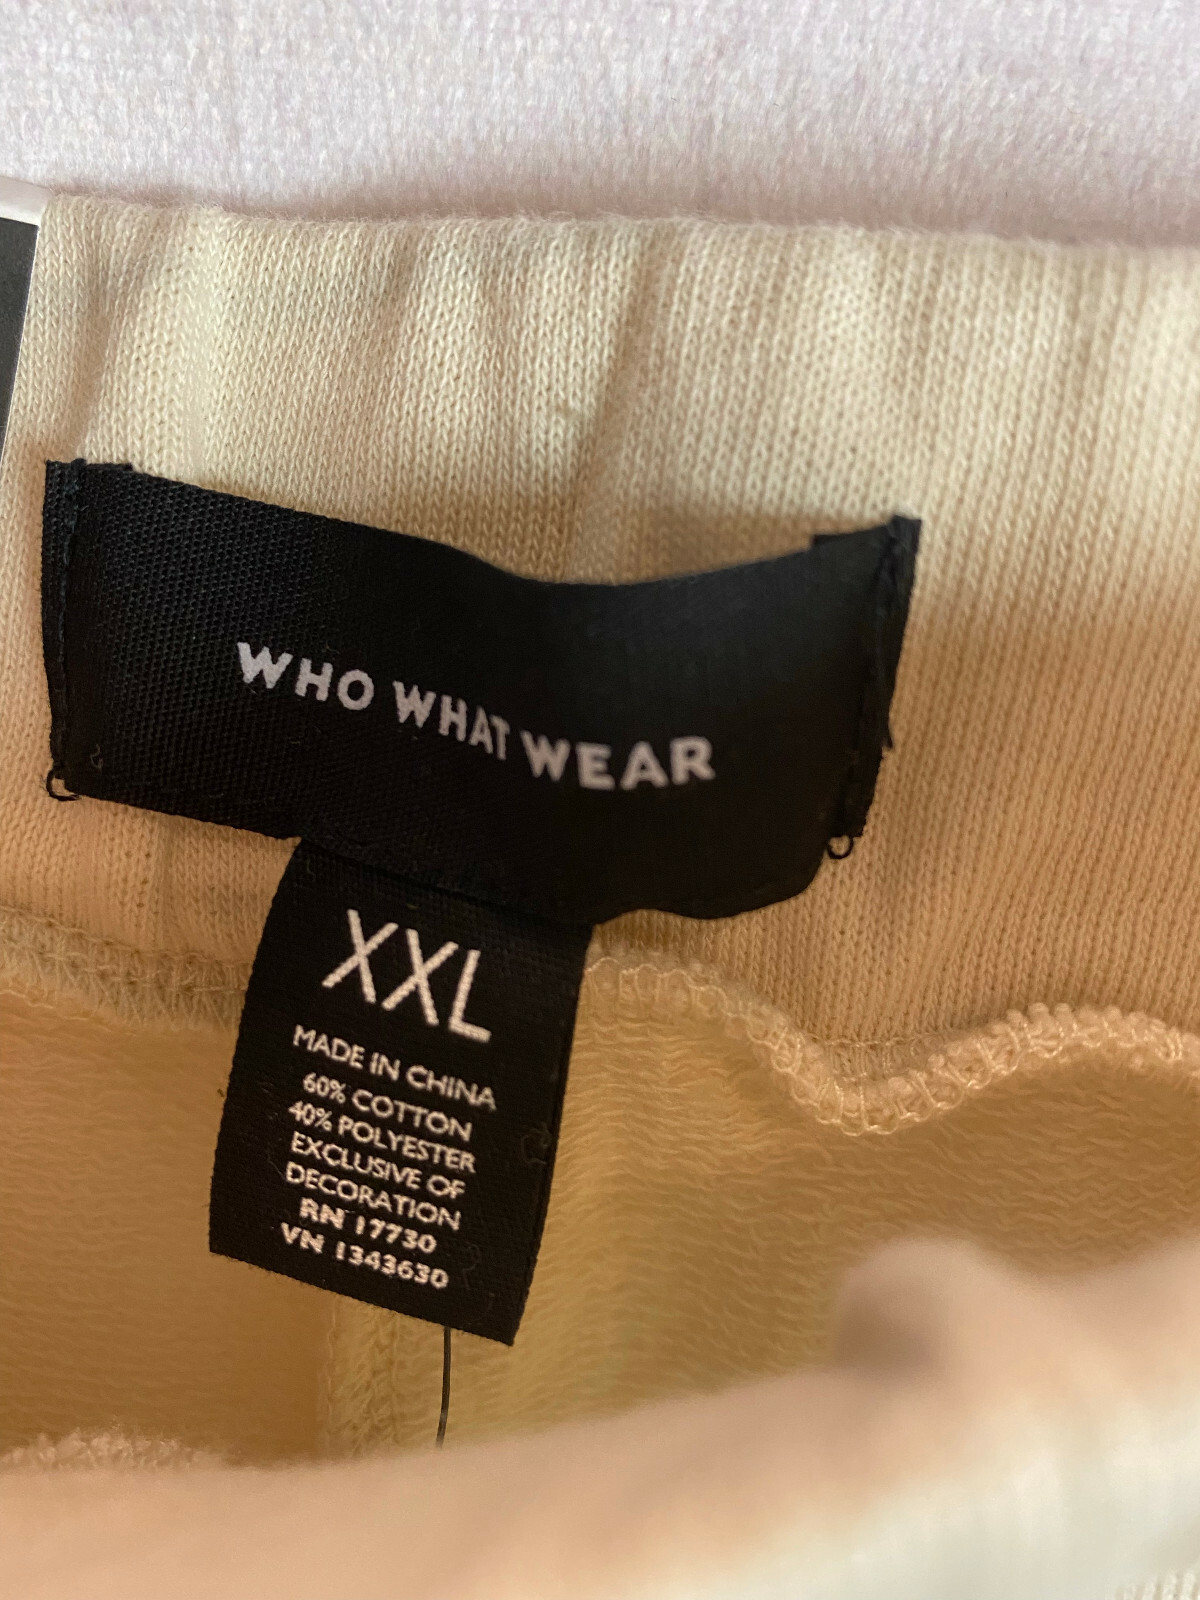 WHO WHAT WEAR
XXL
MADE IN CHINA
60% COTTON
40% POLYESTER
EXCLUSIVE OF
DECORATION
RN 17730
VN 1343630